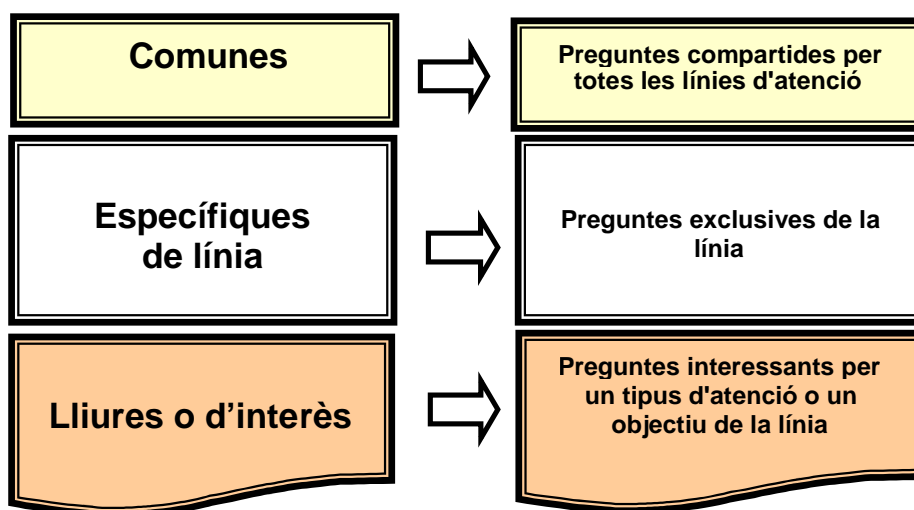 Comunes
Preguntes compartides per
totes les línies d'atenció
Específiques
de línia
Preguntes exclusives de la
línia
Lliures o d’interès
Preguntes interessants per
un tipus d'atenció o un
objectiu de la línia